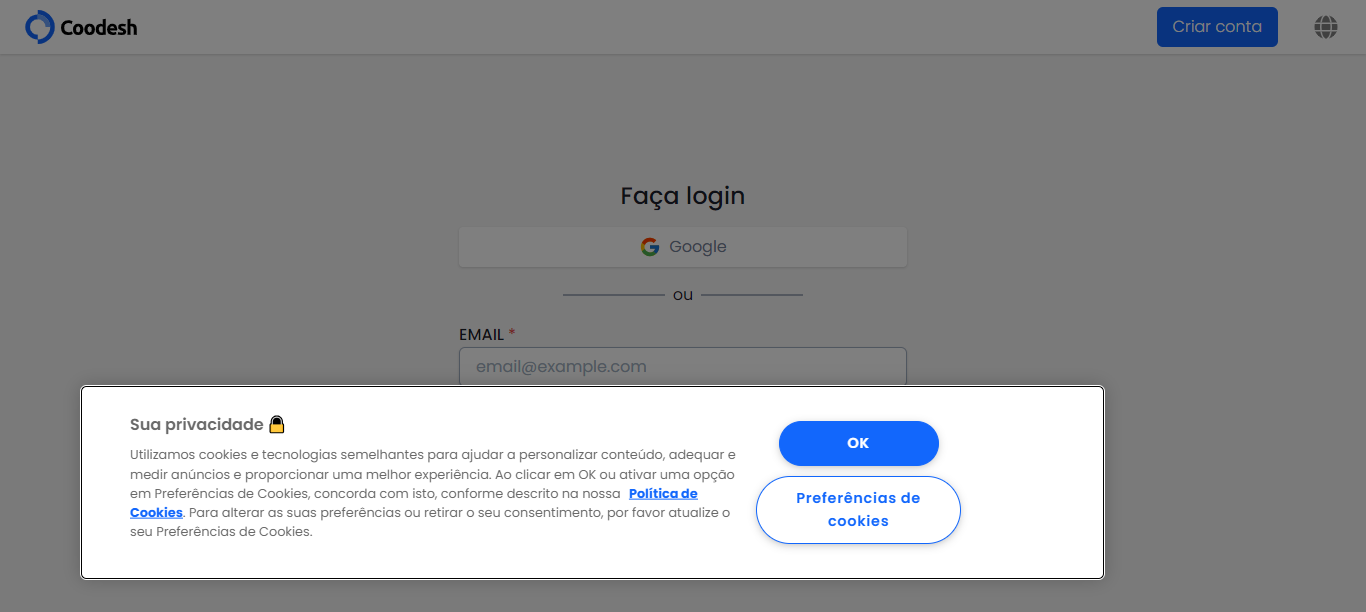 Coodesh
Criar conta
Faça login
Google
ou
EMAIL *
email@example.com
Sua privacidade
Utilizamos cookies e tecnologias semelhantes para ajudar a personalizar conteúdo, adequar e
medir anúncios e proporcionar uma melhor experiência. Ao clicar em OK ou ativar uma opção
em Preferências de Cookies, concorda com isto, conforme descrito na nossa Política de
Cookies. Para alterar as suas preferências ou retirar o seu consentimento, por favor atualize o
seu Preferências de Cookies.
OK
Preferências de
cookies